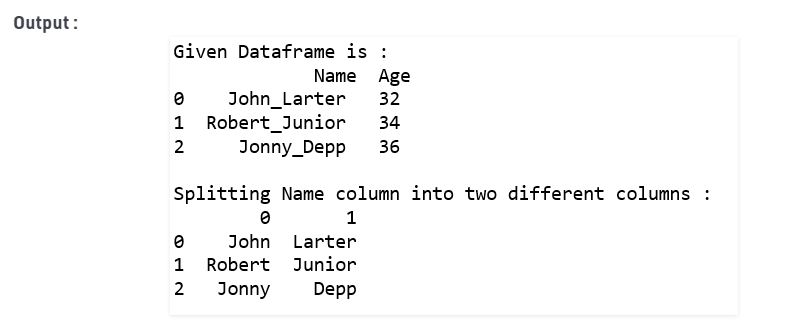 Output :
Given Dataframe is :
             Name  Age
0     John_Larter   32
1   Robert_Junior   34
2      Jonny_Depp   36
Splitting Name column into two different columns :
        0       1
0    John  Larter
1  Robert  Junior
2   Jonny    Depp